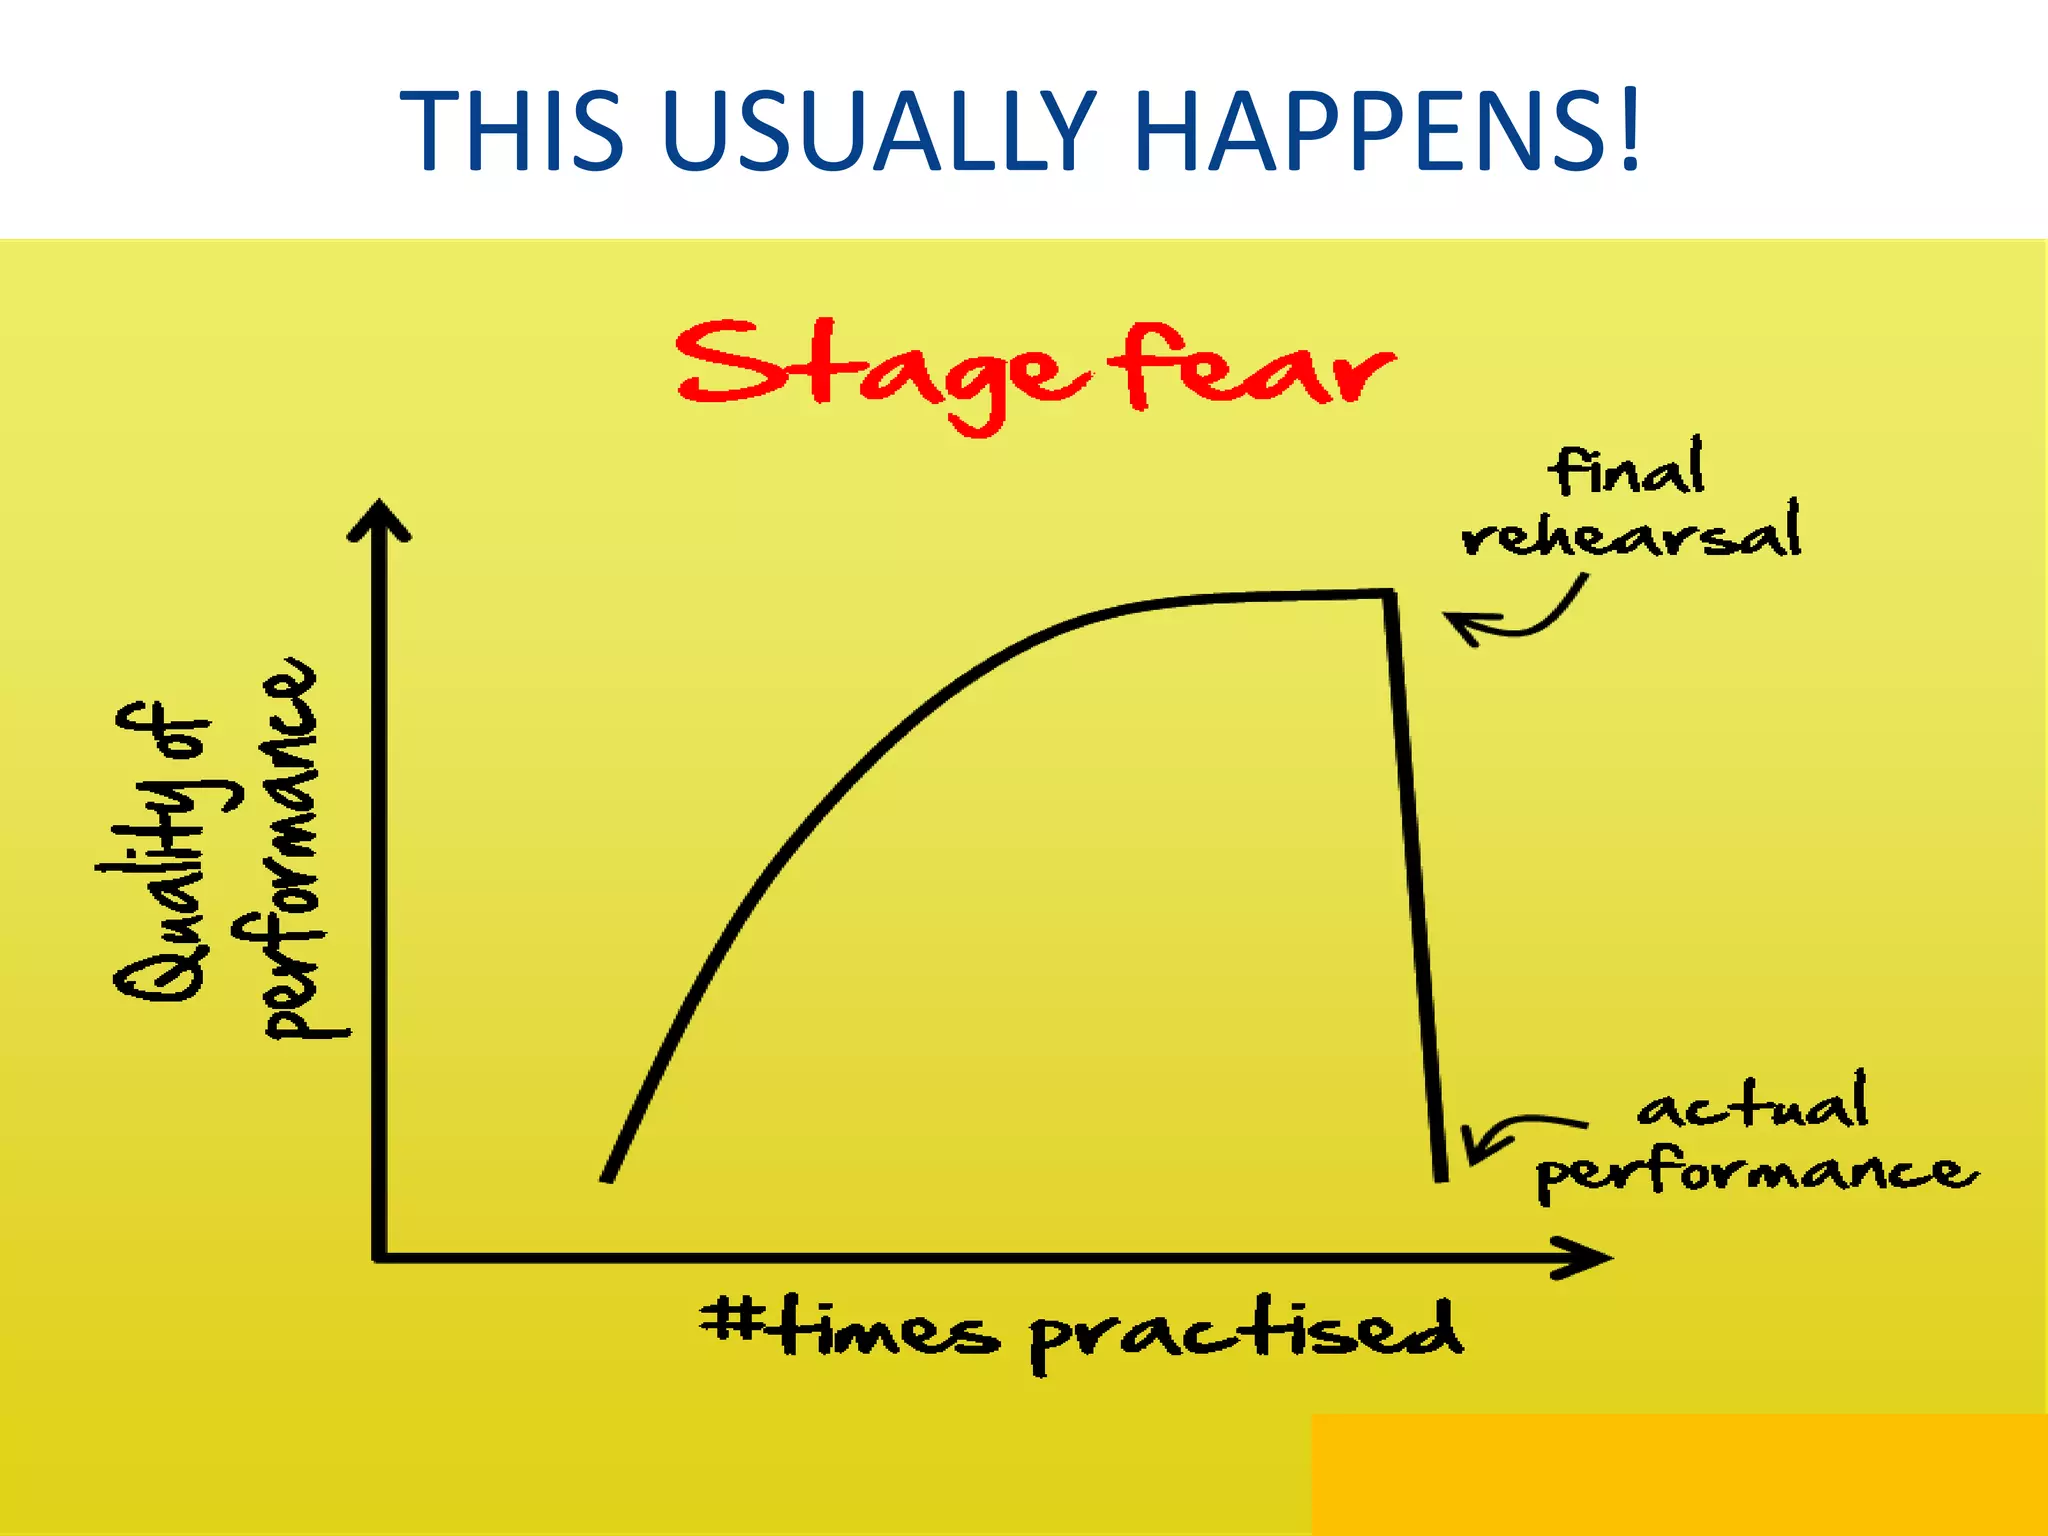 THIS USUALLY HAPPENS!
Stage fear
final
rehearsal
Quality of
performance
actual
performance
#times practised